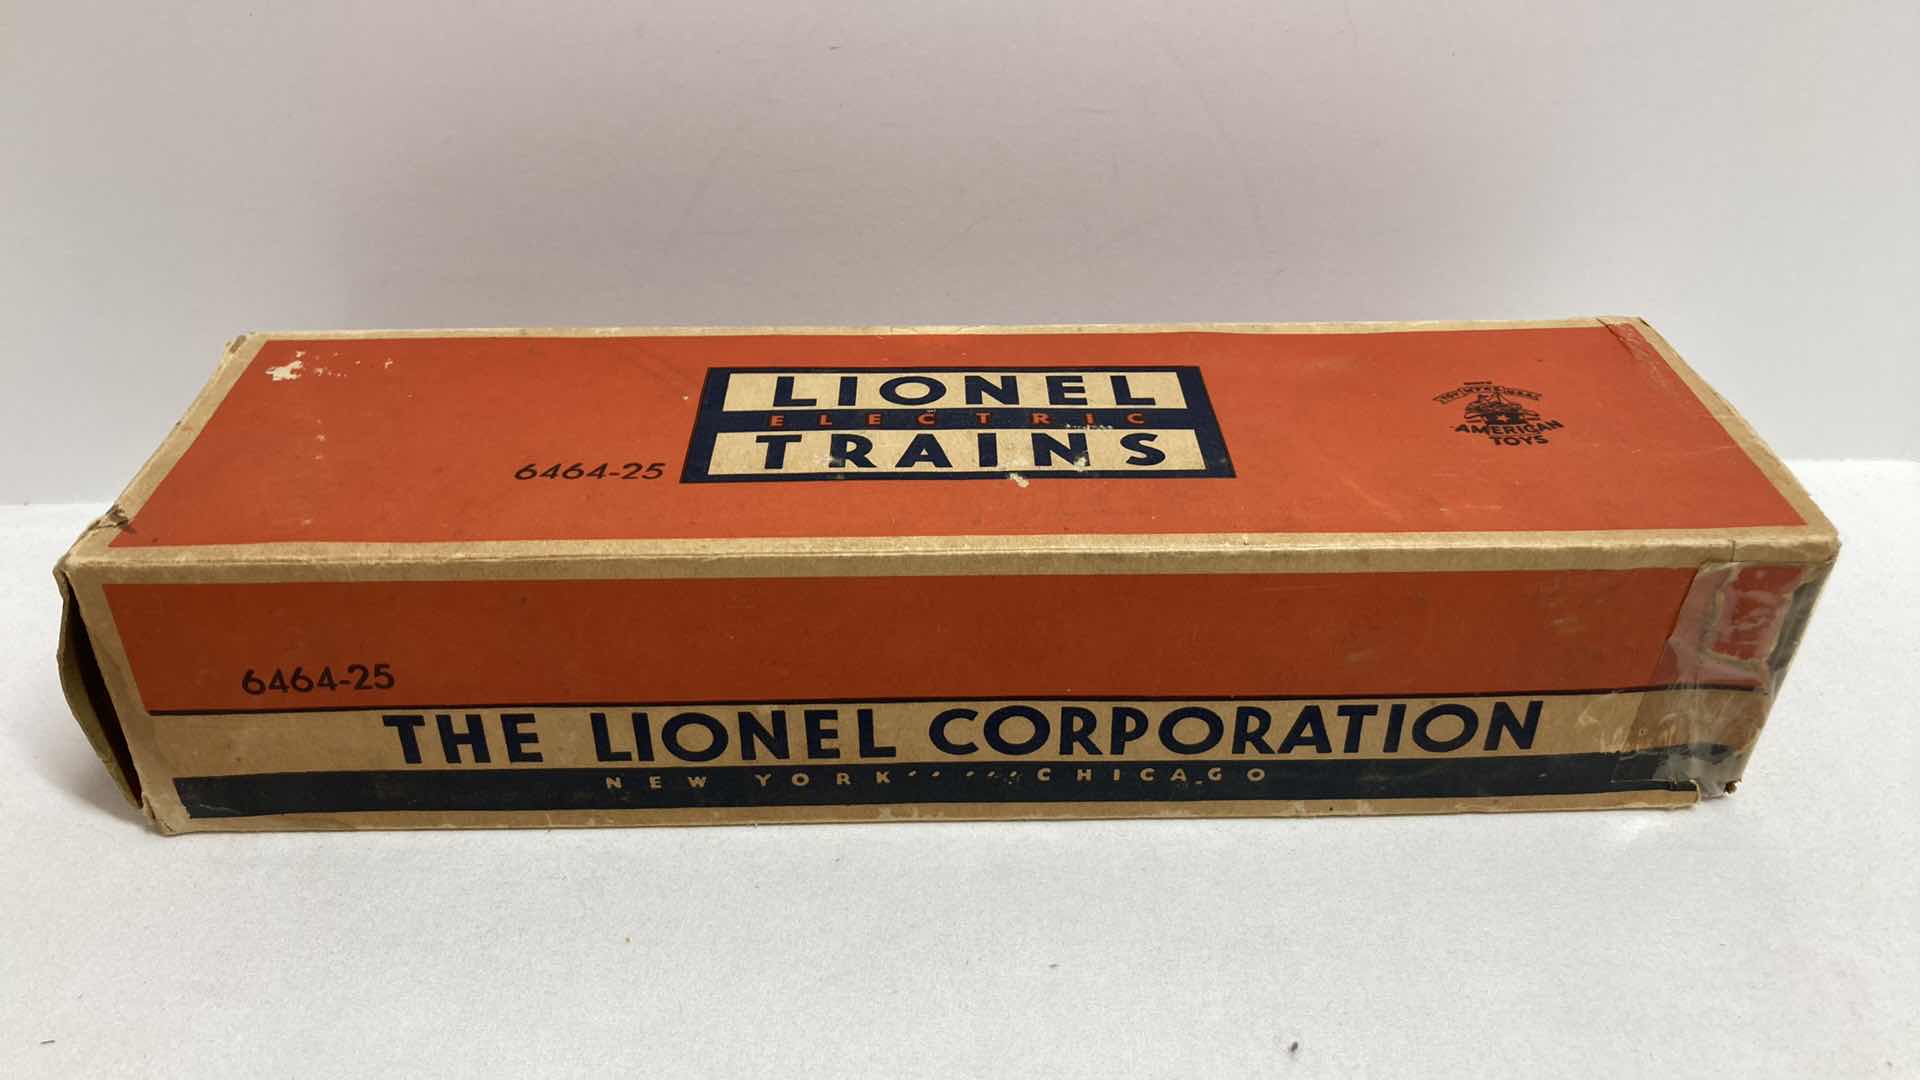 LIONEL
ELECTRIC
TRAINS
6464-25
AMERICAN
TOYS
6464-25
THE LIONEL CORPORATION
NEW YORK CHICAGO